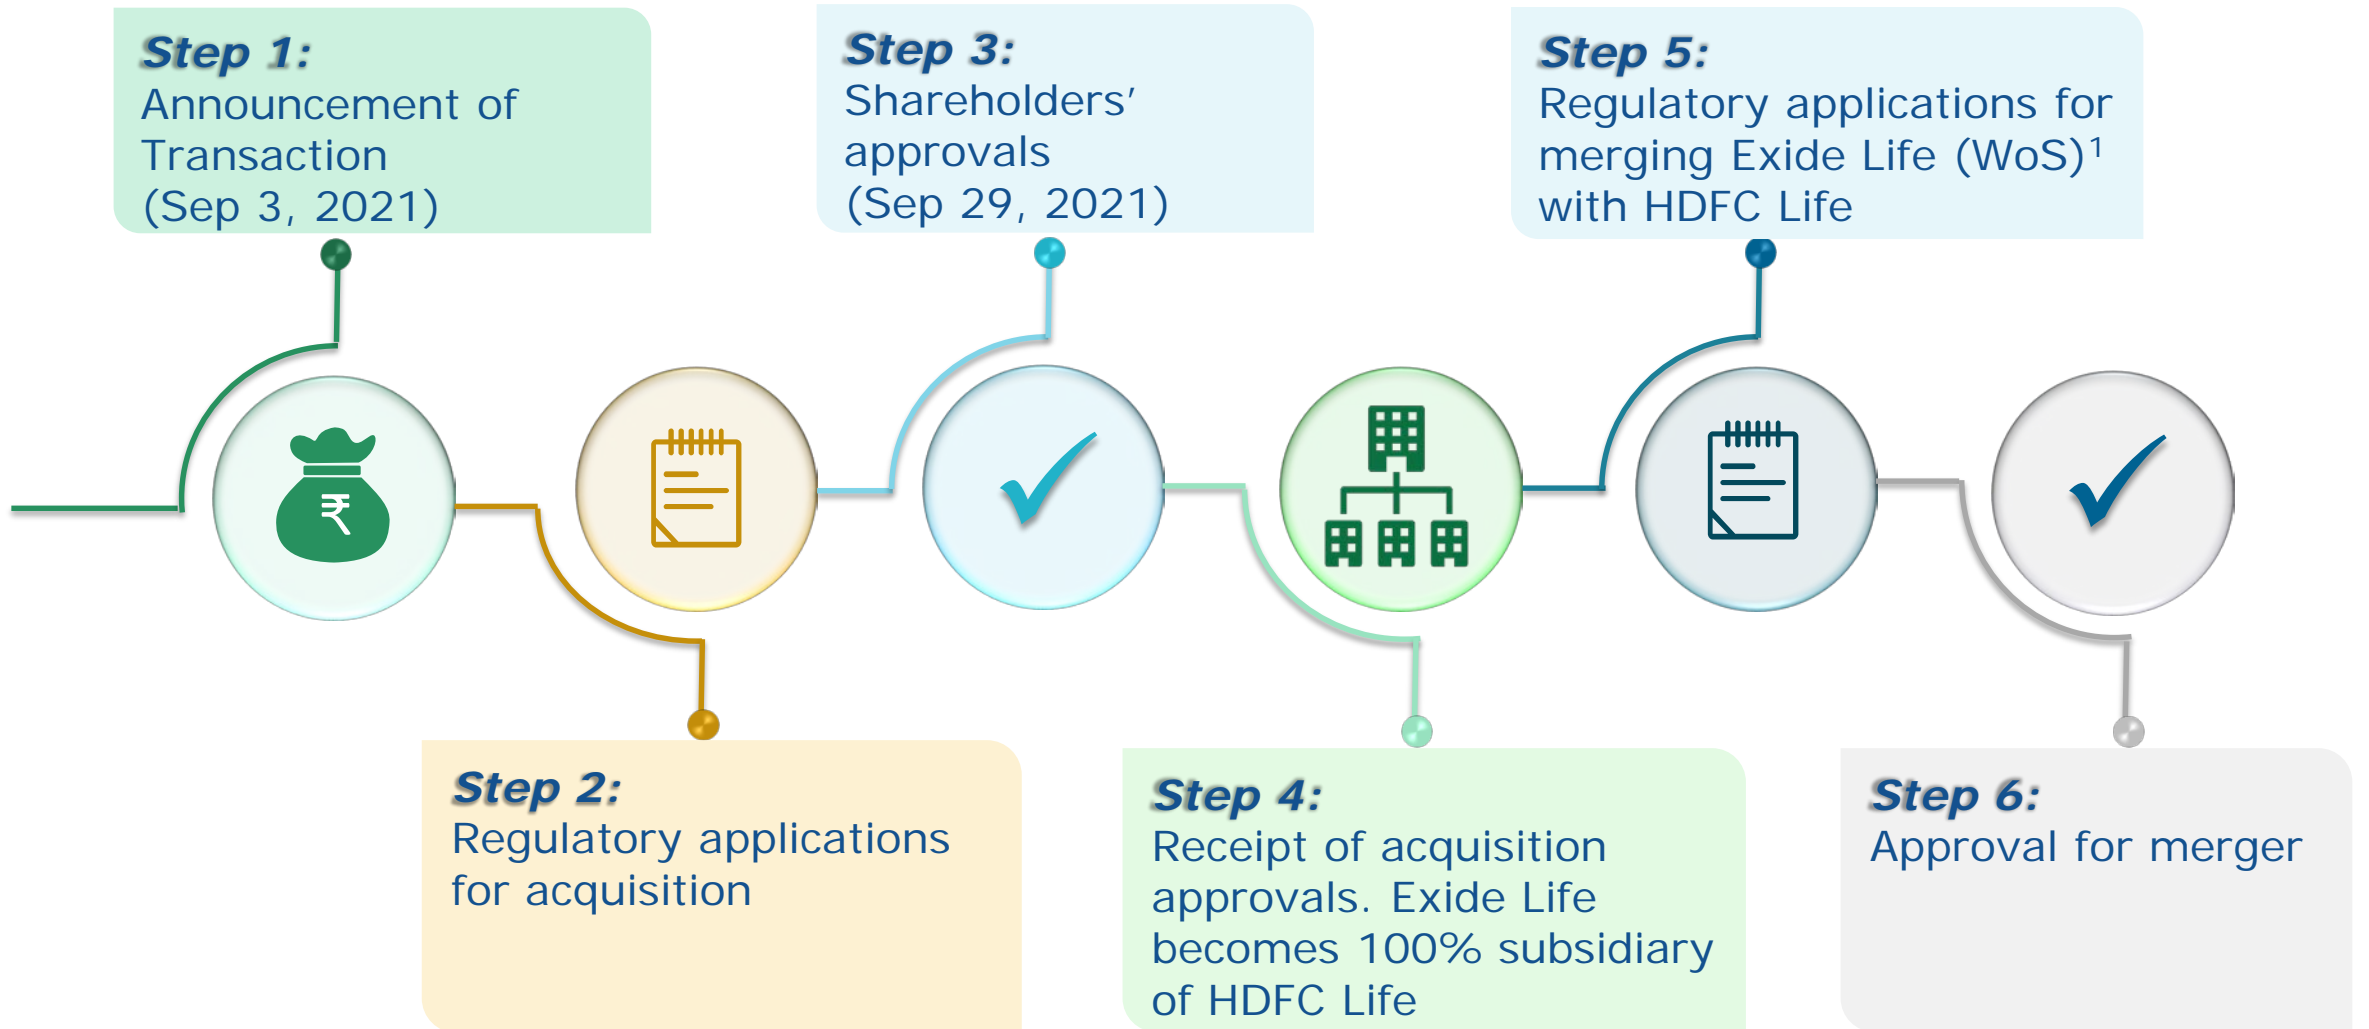 Step 1:
Announcement of
Transaction
(Sep 3, 2021)
Step 2:
Regulatory applications
for acquisition
Step 3:
Shareholders’
approvals
(Sep 29, 2021)
Step 4:
Receipt of acquisition
approvals. Exide Life
becomes 100% subsidiary
of HDFC Life
Step 5:
Regulatory applications for
merging Exide Life (WoS)¹
with HDFC Life
Step 6:
Approval for merger
₹